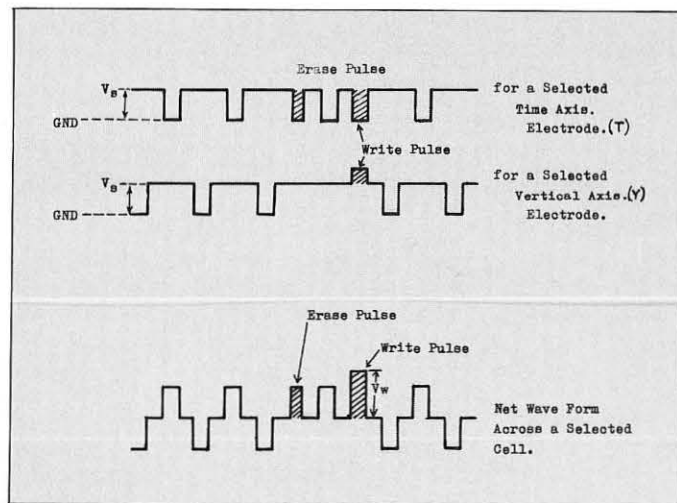 Erase Pulse
Vs
GND
for a Selected
Time Axis.
Electrode.(T)
Write Pulse
Vs
GND
for a Selected
Vertical Axis.(Y)
Electrode.
Erase Pulse
Write Pulse
Vw
Net Wave Form
Across a Selected
Cell.